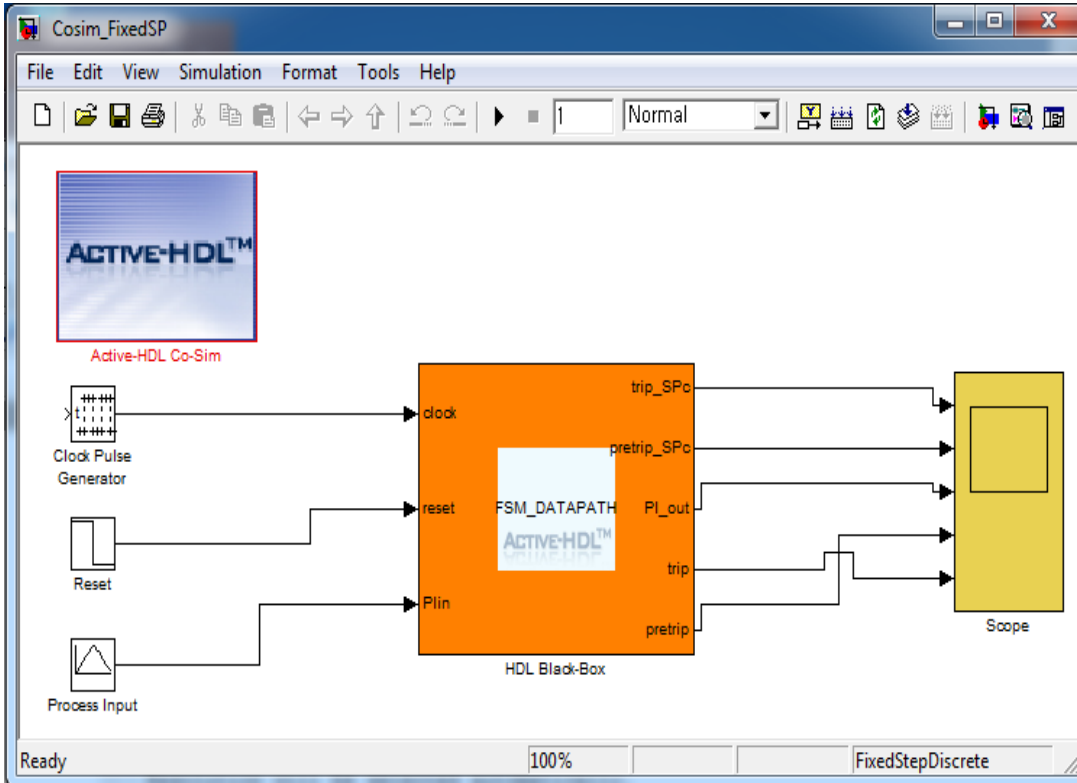 Cosim_FixedSP
File Edit View Simulation Format Tools Help
1 Normal
ACTIVE-HDL™
Active-HDL Co-Sim
Clock Pulse
Generator
Reset
Process Input
clock
reset
PIin
trip_SPc
pretrip_SPc
PI_out
trip
pretrip
FSM_DATAPATH
ACTIVE-HDL™
HDL Black-Box
Scope
Ready 100% FixedStepDiscrete